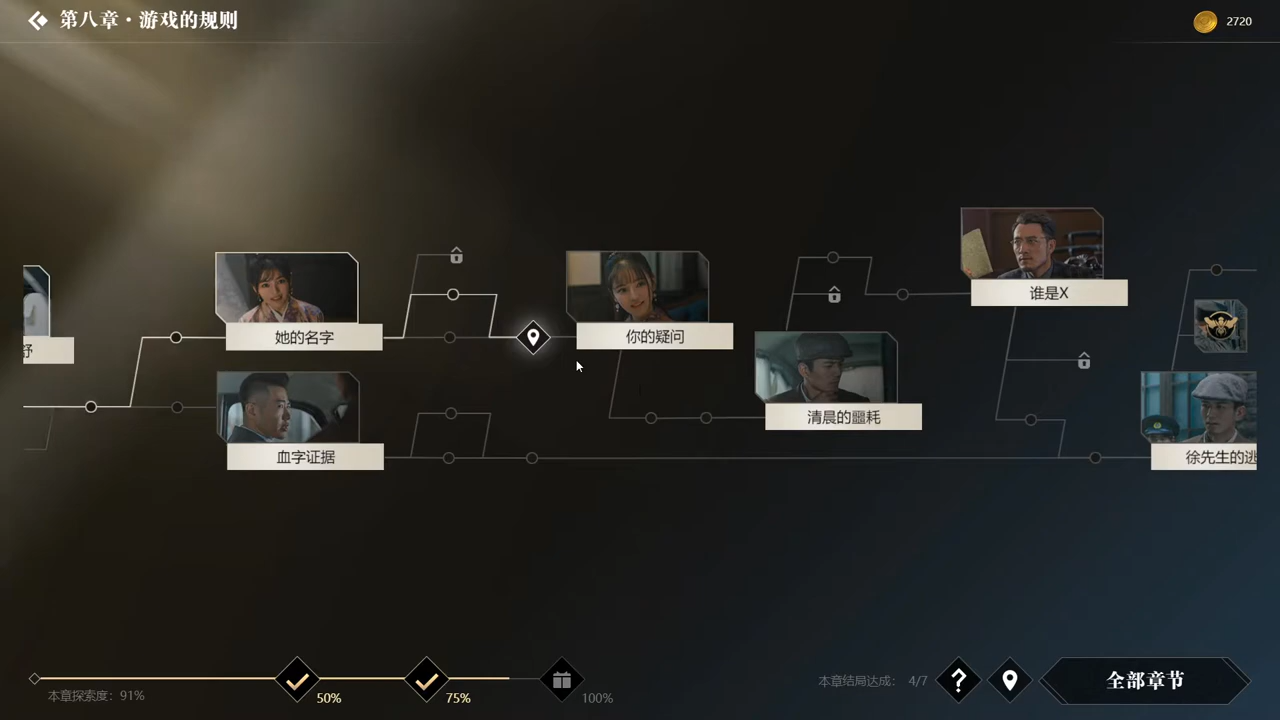 第八章·游戏的规则
2720
谁是X
她的名字
你的疑问
清晨的噩耗
血字证据
徐先生的逃
本章探索度：91%
50%
75%
100%
本章结局达成：
4/7
全部章节